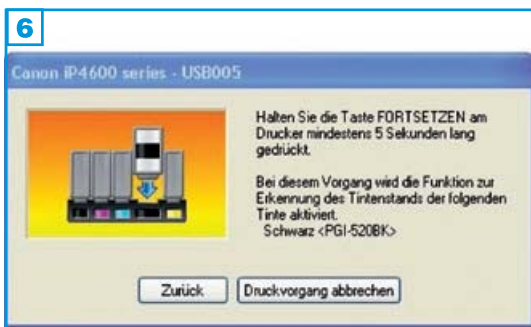 6
Canon iP4600 series - USB005
Halten Sie die Taste FORTSETZEN am
Drucker mindestens 5 Sekunden lang
gedrückt.
Bei diesem Vorgang wird die Funktion zur
Erkennung des Tintenstands der folgenden
Tinte aktiviert.
Schwarz <PGI-520BK>
Zurück
Druckvorgang abbrechen